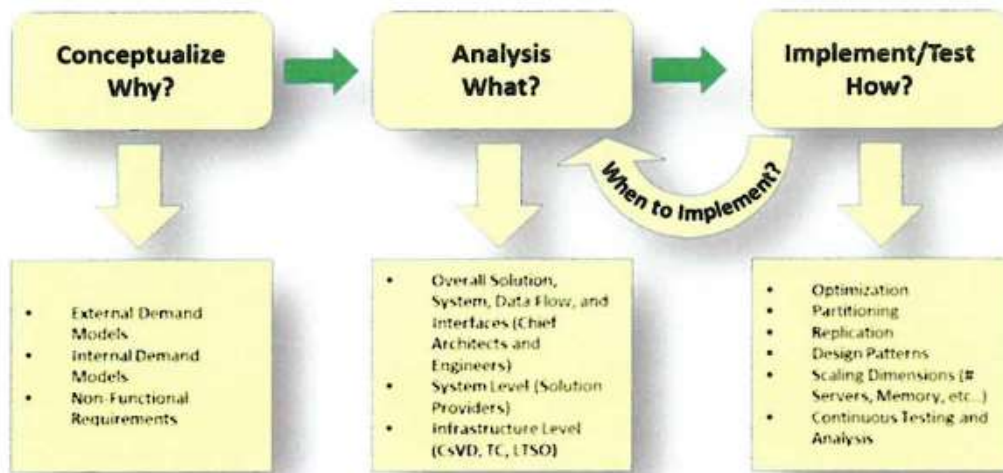 Conceptualize
Why?
Analysis
What?
Implement/Test
How?
When to Implement?
• External Demand
Models
• Internal Demand
Models
• Non-Functional
Requirements
• Overall Solution,
System, Data Flow, and
Interfaces (Chief
Architects and
Engineers)
• System Level (Solution
Providers)
• Infrastructure Level
(CsVD, TC, LTSO)
• Optimization
• Partitioning
• Replication
• Design Patterns
• Scaling Dimensions (#
Servers, Memory, etc..)
• Continuous Testing and
Analysis